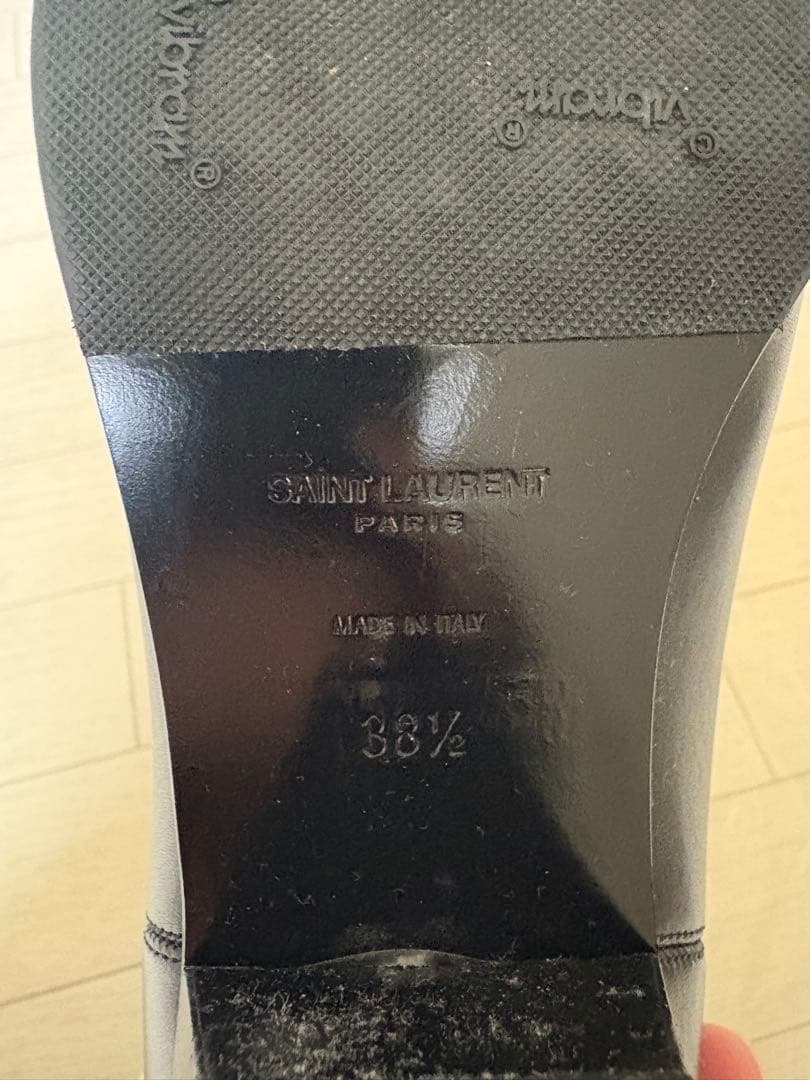 vibram ®
vibram ®
©
SAINT LAURENT
PARIS
MADE IN ITALY
38½